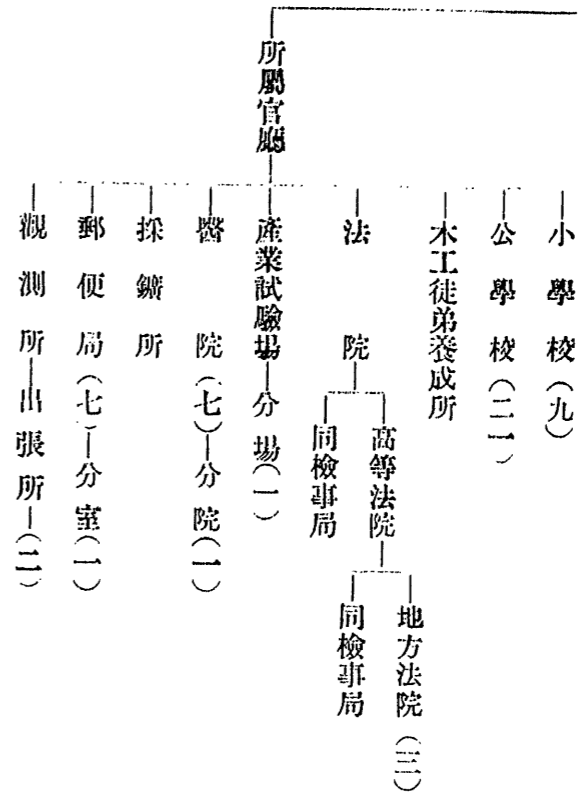 所屬官廳
小學校(九)
公學校(二一)
木工徒弟養成所
法院
高等法院
地方法院(三)
同檢事局
同檢事局
產業試驗場―分場(一)
醫院(七)―分院(一)
採鑛所
郵便局(七)―分室(一)
觀測所―出張所―(二)